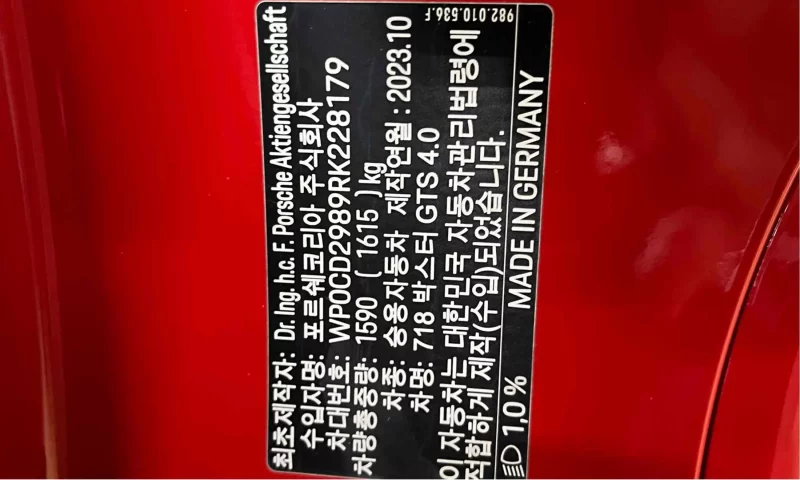 982.010.536.F
최초제작자: Dr. Ing. h.c. F. Porsche Aktiengesellschaft
수입자명: 포르쉐코리아 주식회사
차대번호: WP0CD2989RK228179
차량총중량: 1590 ( 1615 )kg
차종: 승용자동차 제작연월: 2023.10
차명: 718 박스터 GTS 4.0
이 자동차는 대한민국 자동차관리법령에
적합하게 제작(수입)되었습니다.
1,0 % MADE IN GERMANY